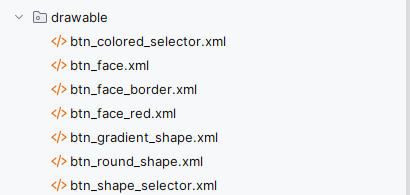 drawable
btn_colored_selector.xml
btn_face.xml
btn_face_border.xml
btn_face_red.xml
btn_gradient_shape.xml
btn_round_shape.xml
btn_shape_selector.xml